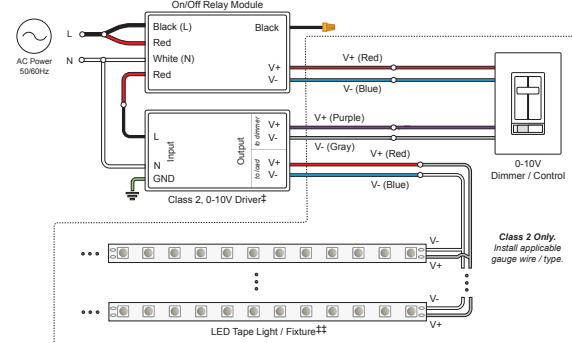 On/Off Relay Module
Black (L)
Black
L
Red
AC Power
50/60Hz
N
White (N)
Red
V+
V-
V+ (Red)
V- (Blue)
L
N
GND
Input
Output
to dimmer
V+
V-
to load
V+
V-
V+ (Purple)
V- (Gray)
V+ (Red)
V- (Blue)
Class 2, 0-10V Driver‡
0-10V
Dimmer / Control
Class 2 Only.
Install applicable
gauge wire / type.
V-
V+
V-
V+
LED Tape Light / Fixture‡‡